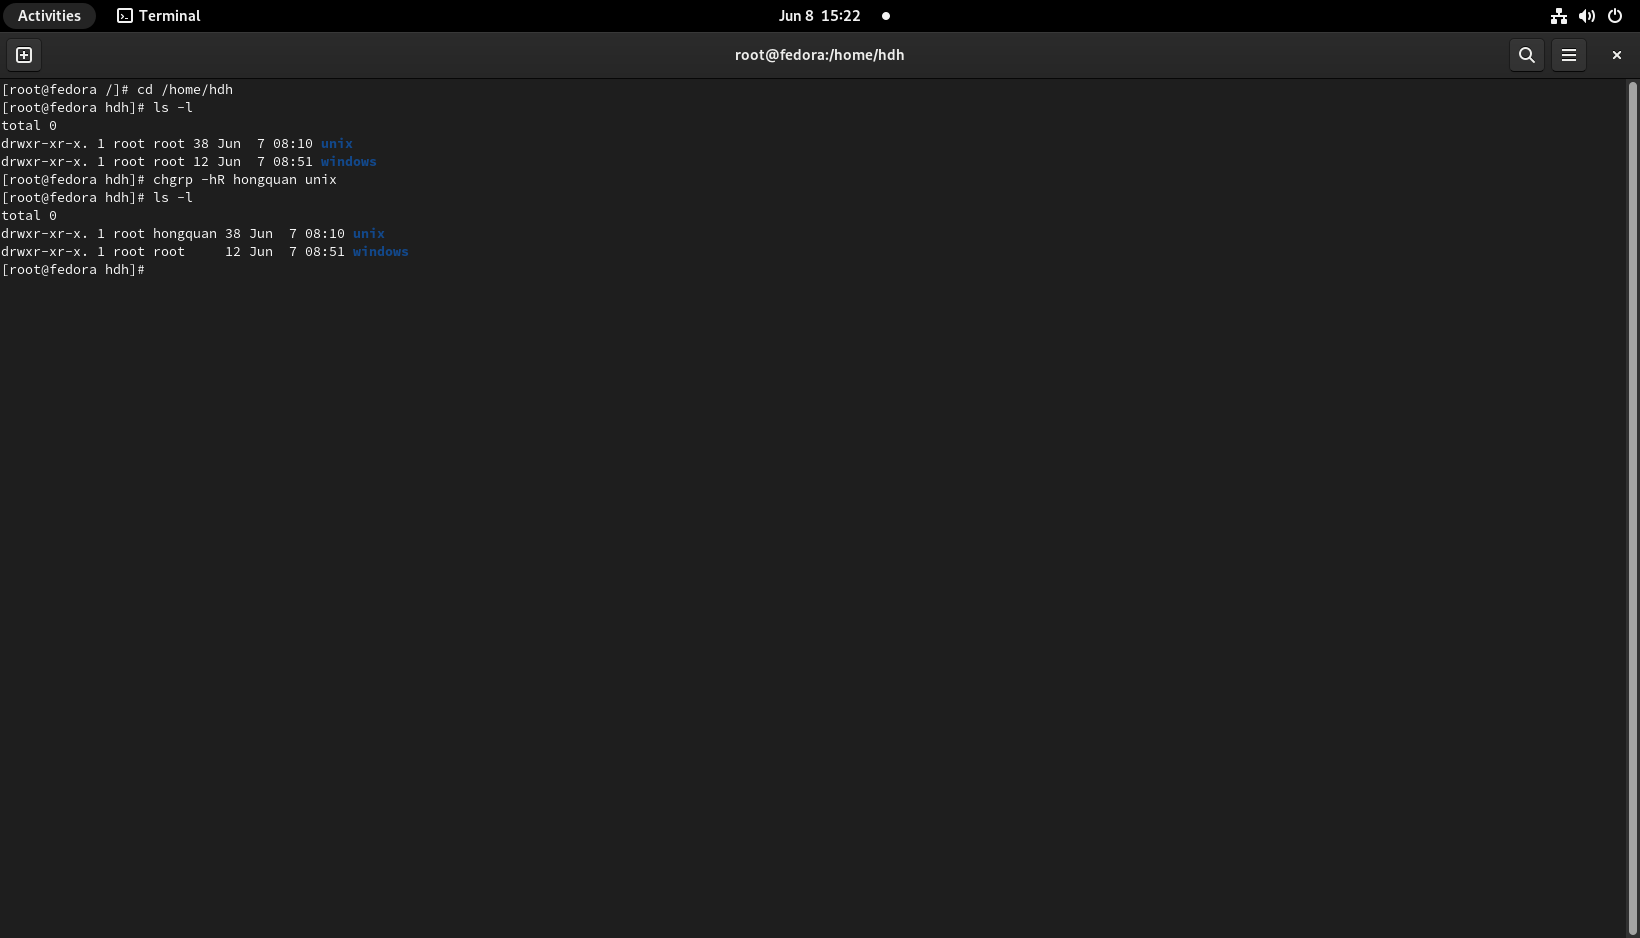 Activities Terminal Jun 8 15:22
root@fedora:/home/hdh
[root@fedora /]# cd /home/hdh
[root@fedora hdh]# ls -l
total 0
drwxr-xr-x. 1 root root 38 Jun  7 08:10 unix
drwxr-xr-x. 1 root root 12 Jun  7 08:51 windows
[root@fedora hdh]# chgrp -hR hongquan unix
[root@fedora hdh]# ls -l
total 0
drwxr-xr-x. 1 root hongquan 38 Jun  7 08:10 unix
drwxr-xr-x. 1 root root     12 Jun  7 08:51 windows
[root@fedora hdh]#